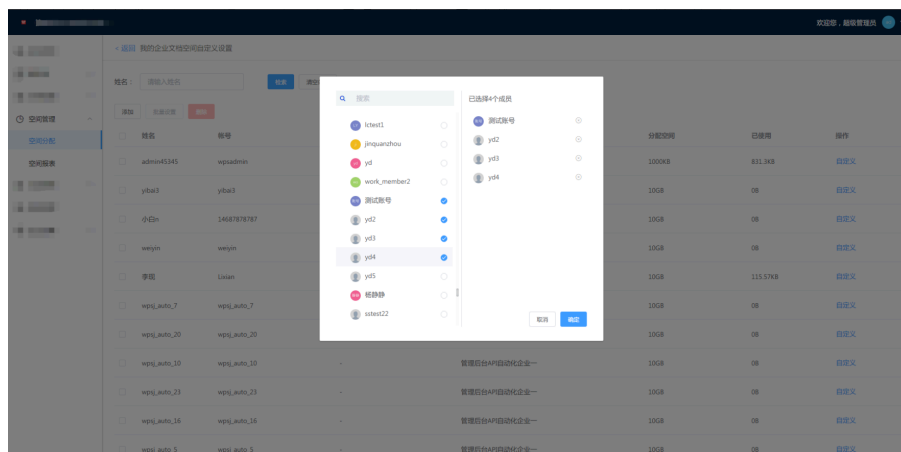 欢迎您，超级管理员
< 返回 我的企业文档空间自定义设置
姓名： 请输入姓名 检索
添加 批量设置 删除
空间管理
空间分配
空间报表
姓名 账号 分配空间 已使用 操作
admin45345 wpsadmin 1000KB 831.3KB 自定义
yibai3 yibai3 10GB 0B 自定义
小白n 14687878787 10GB 0B 自定义
weiyin weiyin 10GB 0B 自定义
李现 Lixian 10GB 115.57KB 自定义
wpsj_auto_7 wpsj_auto_7 10GB 0B 自定义
wpsj_auto_20 wpsj_auto_20 10GB 0B 自定义
wpsj_auto_10 wpsj_auto_10 - 管理后台API自动化企业一 10GB 0B 自定义
wpsj_auto_23 wpsj_auto_23 - 管理后台API自动化企业一 10GB 0B 自定义
wpsj_auto_16 wpsj_auto_16 - 管理后台API自动化企业一 10GB 0B 自定义
wpsj_auto_5 wpsj_auto_5 - 管理后台API自动化企业一 10GB 0B 自定义
搜索
lctest1
jinquanzhou
yd
work_member2
测试账号
yd2
yd3
yd4
yd5
杨静静
sstest22
已选择4个成员
测试账号
yd2
yd3
yd4
取消 确定